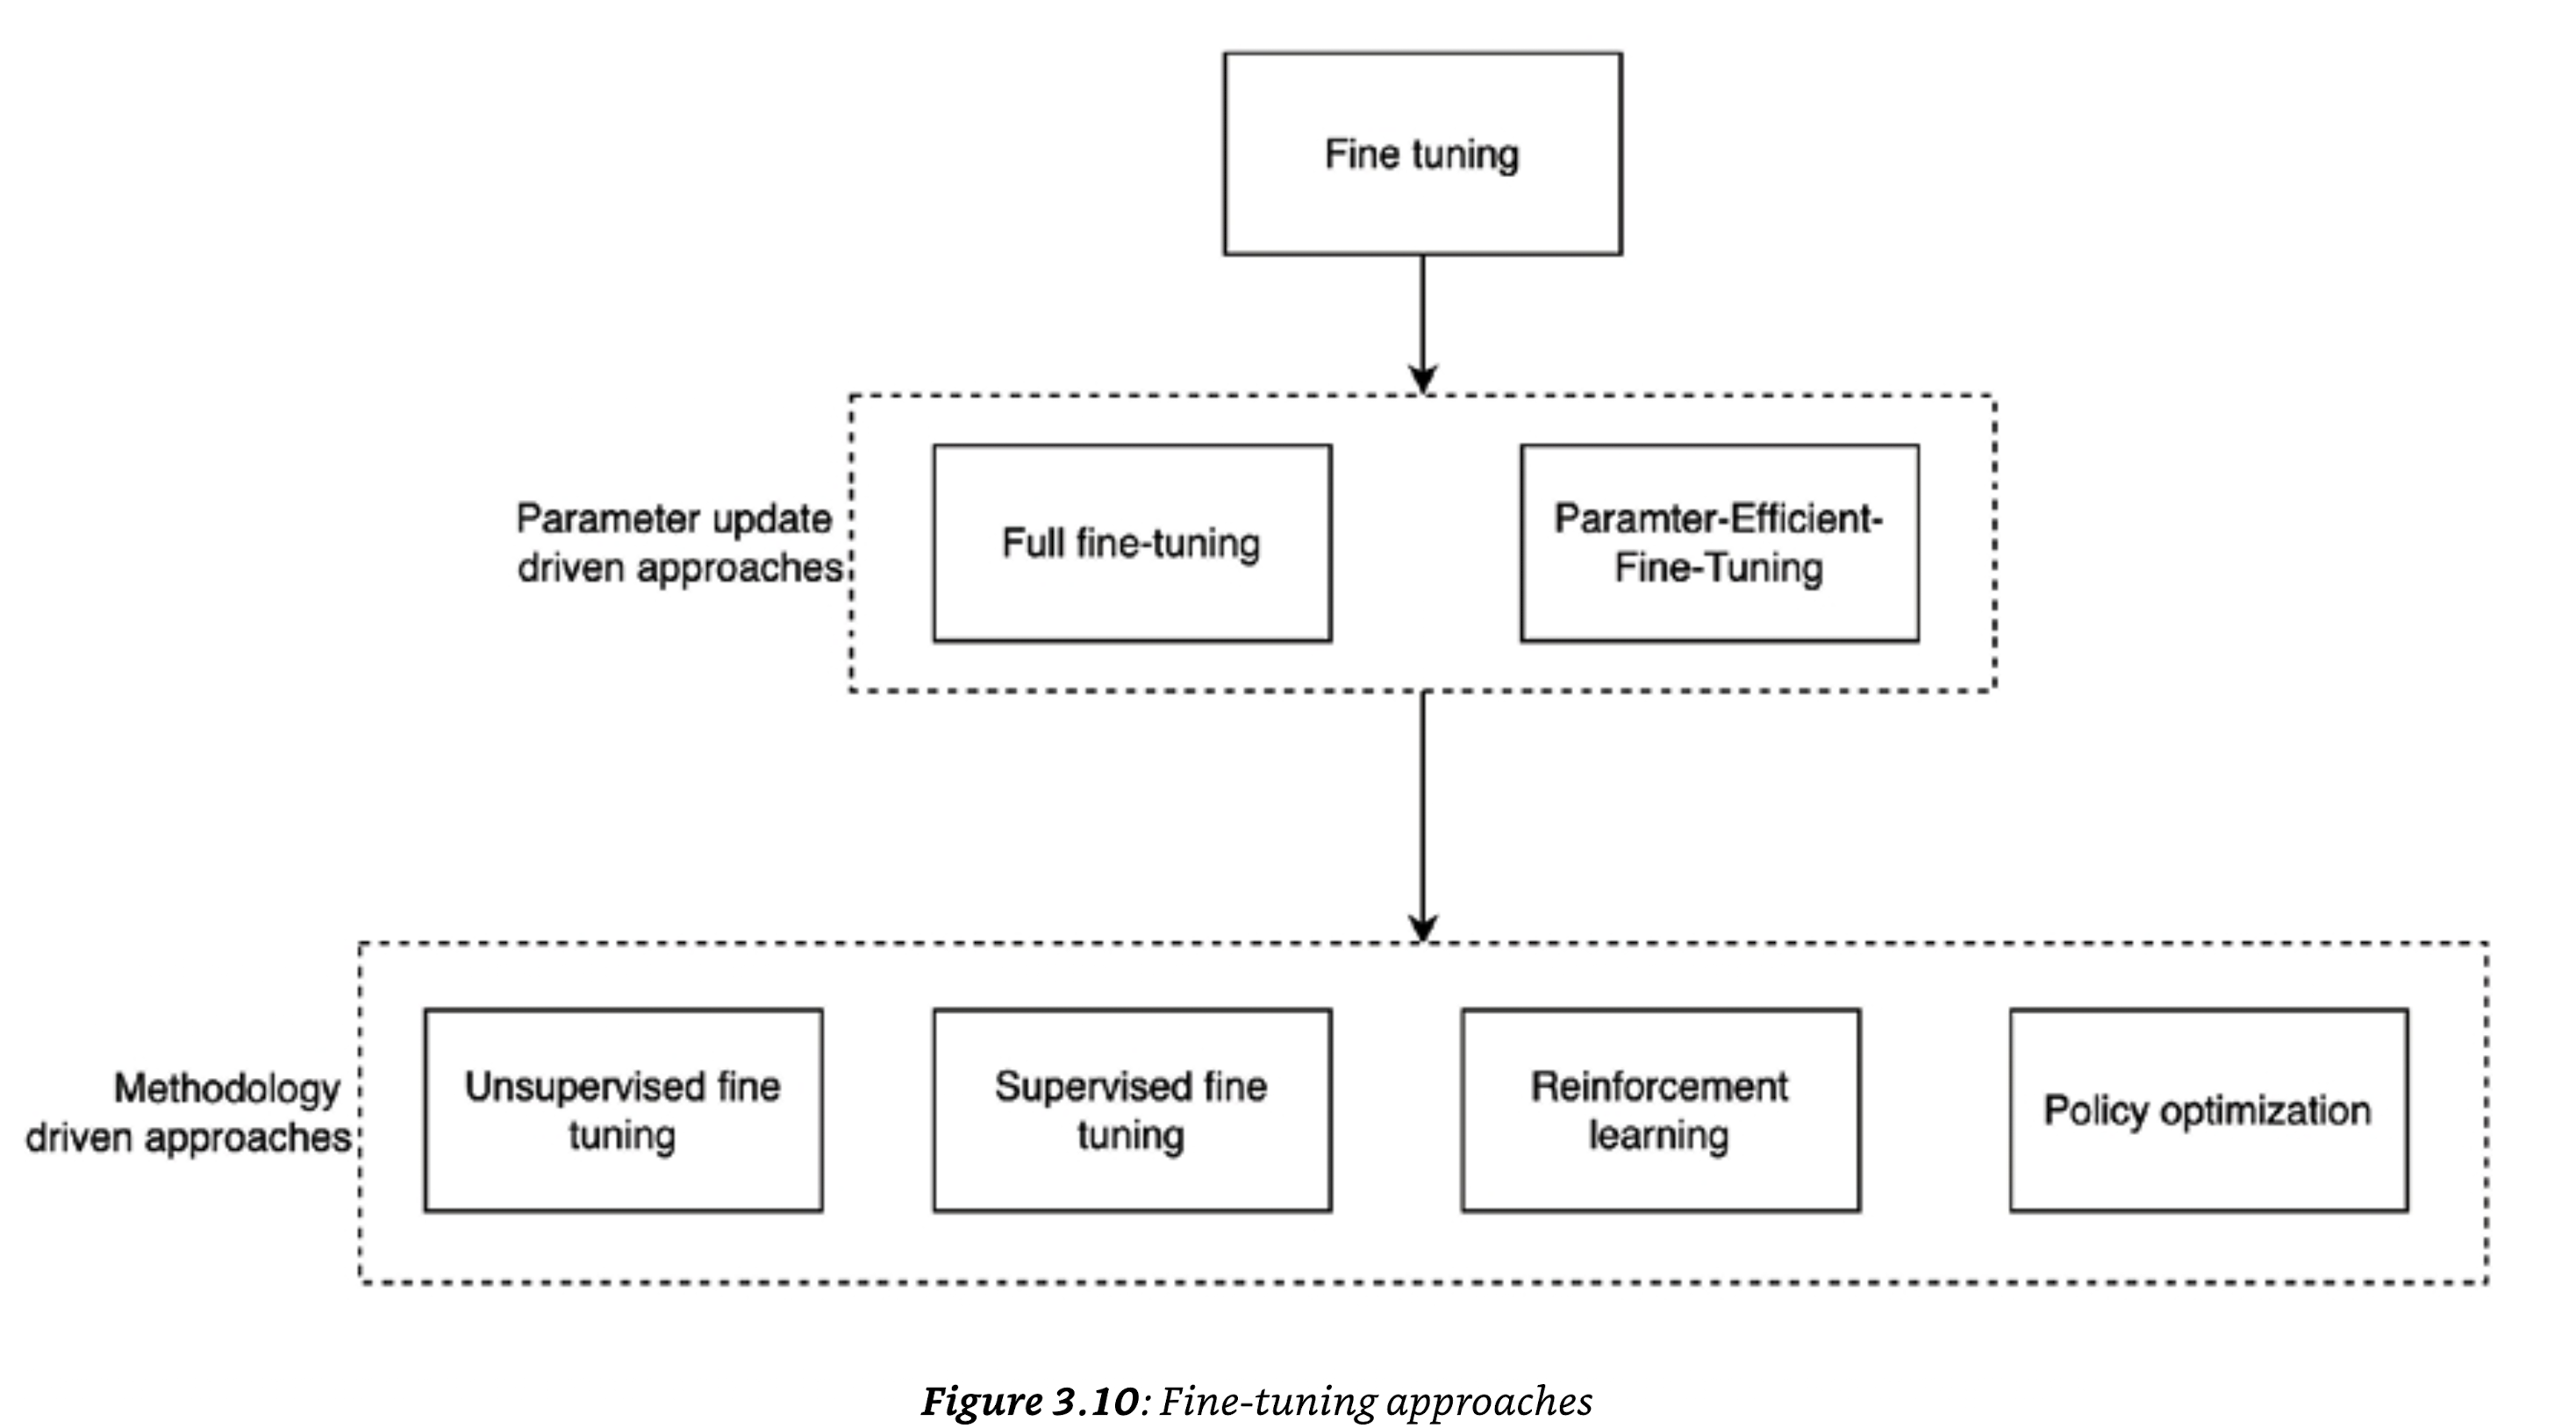 Fine tuning
Parameter update
driven approaches
Full fine-tuning
Paramter-Efficient-
Fine-Tuning
Methodology
driven approaches
Unsupervised fine
tuning
Supervised fine
tuning
Reinforcement
learning
Policy optimization
Figure 3.10: Fine-tuning approaches